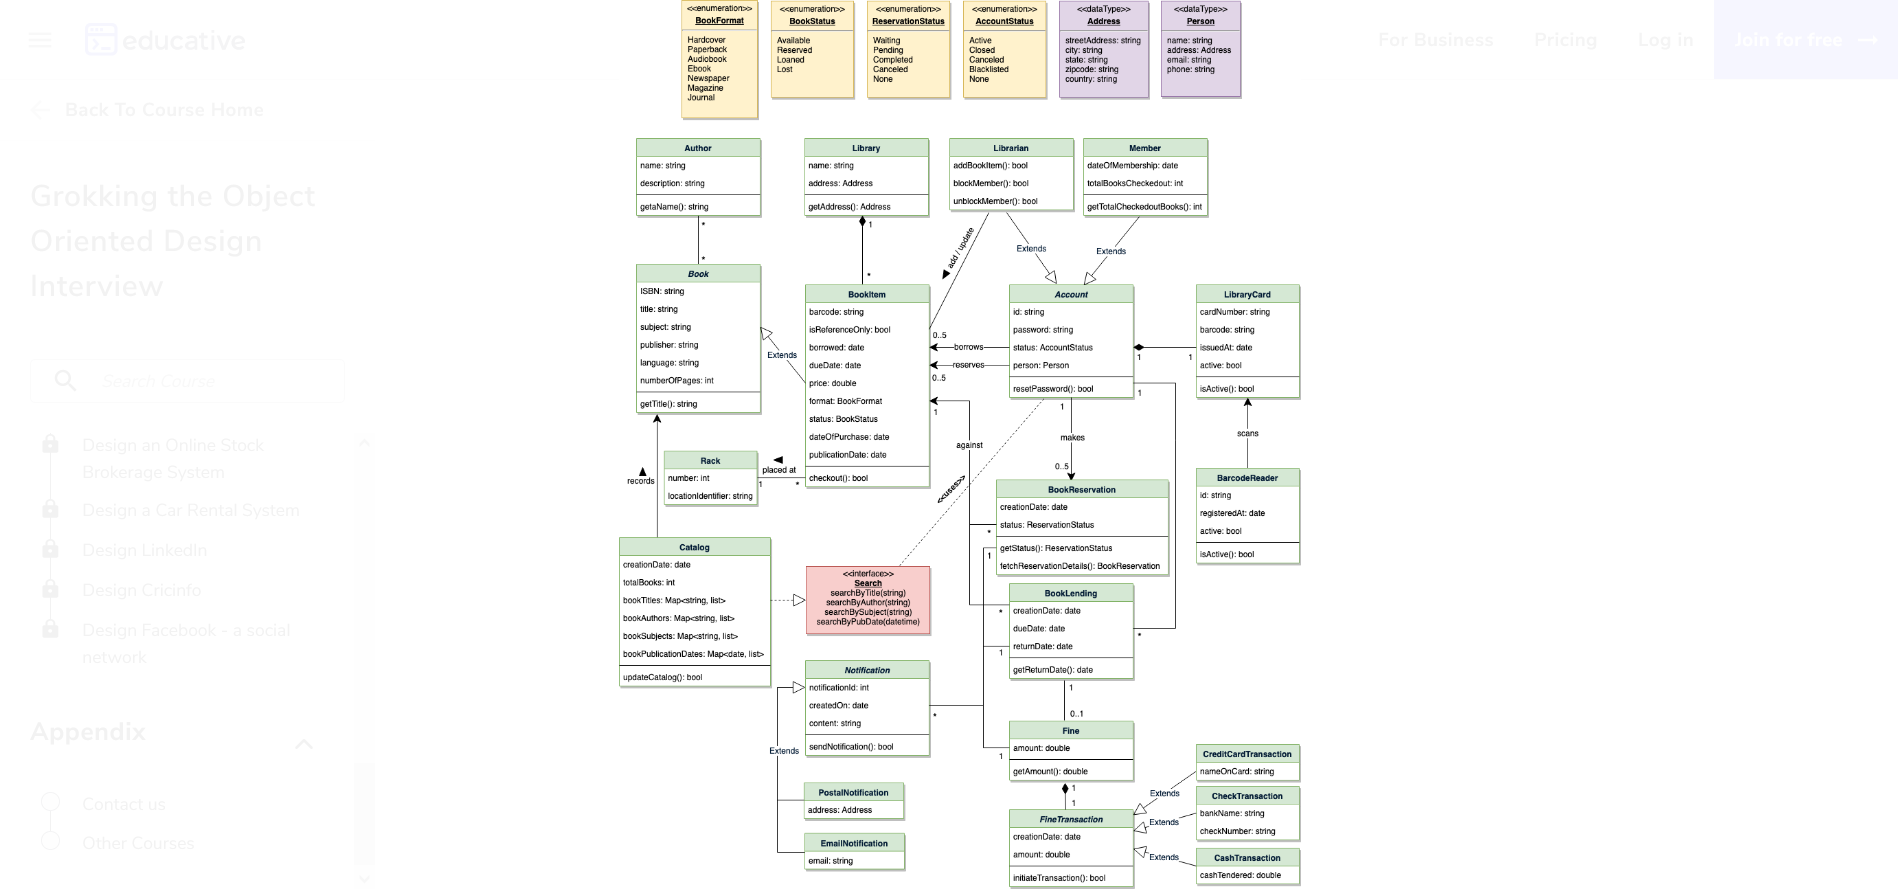 educative
For Business
Pricing
Log in
Join for free
Back To Course Home
Grokking the Object
Oriented Design
Interview
Search Course
Design an Online Stock
Brokerage System
Design a Car Rental System
Design LinkedIn
Design Cricinfo
Design Facebook - a social
network
Appendix
Contact us
Other Courses
<<enumeration>>
BookFormat
Hardcover
Paperback
Audiobook
Ebook
Newspaper
Magazine
Journal
<<enumeration>>
BookStatus
Available
Reserved
Loaned
Lost
<<enumeration>>
ReservationStatus
Waiting
Pending
Completed
Canceled
None
<<enumeration>>
AccountStatus
Active
Closed
Canceled
Blacklisted
None
<<dataType>>
Address
streetAddress: string
city: string
state: string
zipcode: string
country: string
<<dataType>>
Person
name: string
address: Address
email: string
phone: string
Author
name: string
description: string
getaName(): string
*
*
Library
name: string
address: Address
getAddress(): Address
1
*
Librarian
addBookItem(): bool
blockMember(): bool
unblockMember(): bool
add / update
Extends
Member
dateOfMembership: date
totalBooksCheckedout: int
getTotalCheckedoutBooks(): int
Extends
Book
ISBN: string
title: string
subject: string
publisher: string
language: string
numberOfPages: int
getTitle(): string
Extends
BookItem
barcode: string
isReferenceOnly: bool
borrowed: date
dueDate: date
price: double
format: BookFormat
status: BookStatus
dateOfPurchase: date
publicationDate: date
checkout(): bool
0..5
borrows
reserves
0..5
1
against
Account
id: string
password: string
status: AccountStatus
person: Person
resetPassword(): bool
1
1
1
1
makes
0..5
LibraryCard
cardNumber: string
barcode: string
issuedAt: date
active: bool
isActive(): bool
scans
BarcodeReader
id: string
registeredAt: date
active: bool
isActive(): bool
Rack
number: int
locationIdentifier: string
placed at
1
*
records
<<uses>>
BookReservation
creationDate: date
status: ReservationStatus
getStatus(): ReservationStatus
fetchReservationDetails(): BookReservation
*
1
Catalog
creationDate: date
totalBooks: int
bookTitles: Map<string, list>
bookAuthors: Map<string, list>
bookSubjects: Map<string, list>
bookPublicationDates: Map<date, list>
updateCatalog(): bool
<<interface>>
Search
searchByTitle(string)
searchByAuthor(string)
searchBySubject(string)
searchByPubDate(datetime)
BookLending
creationDate: date
dueDate: date
returnDate: date
getReturnDate(): date
*
*
1
1
0..1
Notification
notificationId: int
createdOn: date
content: string
sendNotification(): bool
*
Extends
Fine
amount: double
getAmount(): double
1
1
1
PostalNotification
address: Address
EmailNotification
email: string
FineTransaction
creationDate: date
amount: double
initiateTransaction(): bool
Extends
Extends
Extends
CreditCardTransaction
nameOnCard: string
CheckTransaction
bankName: string
checkNumber: string
CashTransaction
cashTendered: double